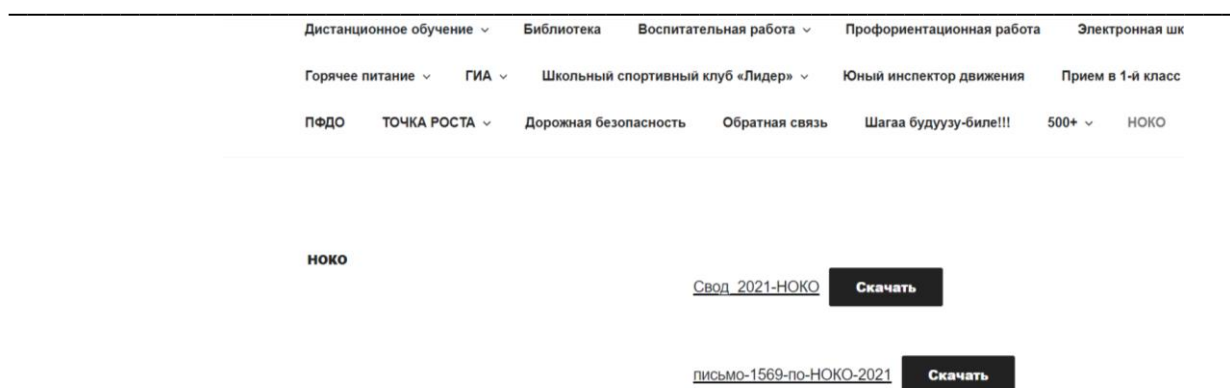 Дистанционное обучение Библиотека Воспитательная работа Профориентационная работа Электронная шк
Горячее питание ГИА Школьный спортивный клуб «Лидер» Юный инспектор движения Прием в 1-й класс
ПФДО ТОЧКА РОСТА Дорожная безопасность Обратная связь Шагаа будуузу-биле!!! 500+ НОКО
НОКО
Свод_2021-НОКО Скачать
письмо-1569-по-НОКО-2021 Скачать